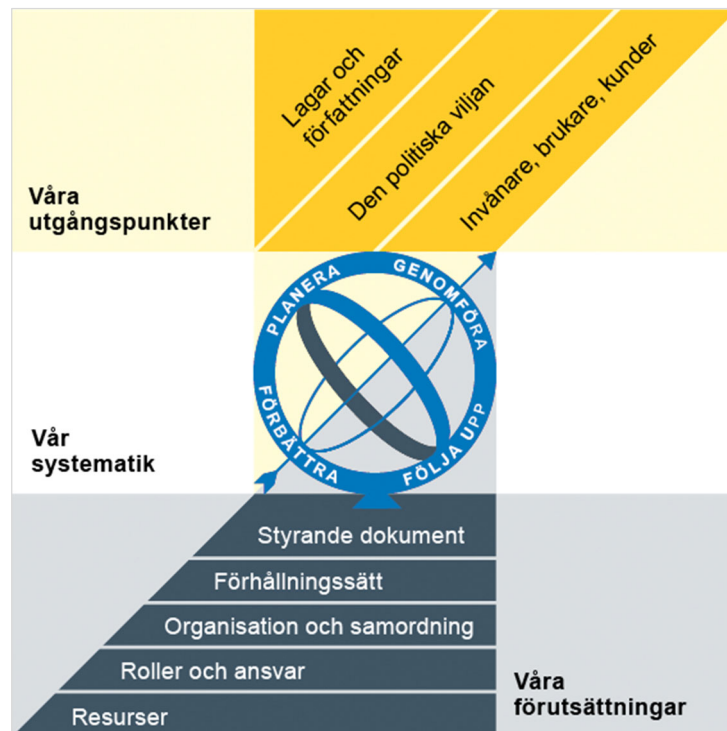 Lagar och
författningar
Den politiska viljan
Invånare, brukare, kunder
Våra
utgångspunkter
PLANERA
GENOMFÖRA
FÖLJA UPP
FÖRBÄTTRA
Vår
systematik
Styrande dokument
Förhållningssätt
Organisation och samordning
Roller och ansvar
Resurser
Våra
förutsättningar